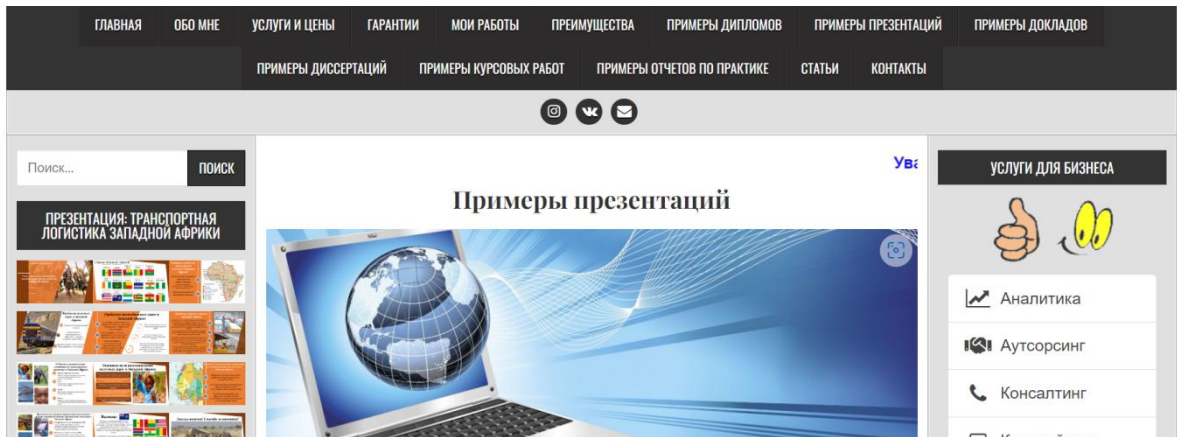 ГЛАВНАЯ ОБО МНЕ УСЛУГИ И ЦЕНЫ ГАРАНТИИ МОИ РАБОТЫ ПРЕИМУЩЕСТВА ПРИМЕРЫ ДИПЛОМОВ ПРИМЕРЫ ПРЕЗЕНТАЦИЙ ПРИМЕРЫ ДОКЛАДОВ
ПРИМЕРЫ ДИССЕРТАЦИЙ ПРИМЕРЫ КУРСОВЫХ РАБОТ ПРИМЕРЫ ОТЧЕТОВ ПО ПРАКТИКЕ СТАТЬИ КОНТАКТЫ
Поиск... ПОИСК
ПРЕЗЕНТАЦИЯ: ТРАНСПОРТНАЯ
ЛОГИСТИКА ЗАПАДНОЙ АФРИКИ
Ува
Примеры презентаций
УСЛУГИ ДЛЯ БИЗНЕСА
Аналитика
Аутсорсинг
Консалтинг